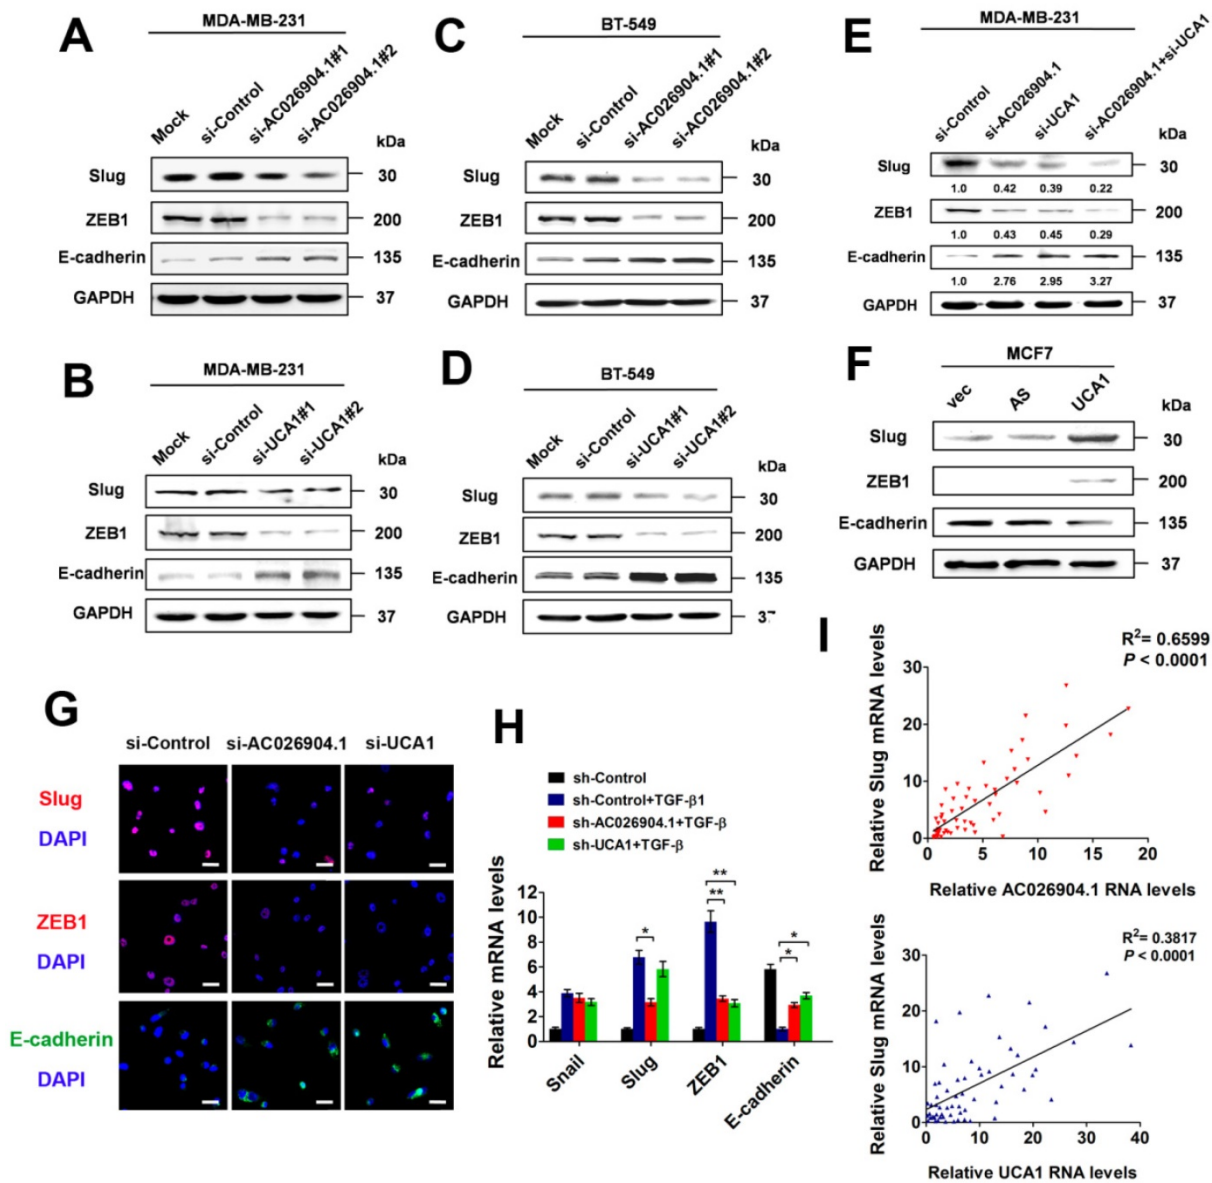 A
MDA-MB-231
Mock
si-Control
si-AC026904.1#1
si-AC026904.1#2
kDa
Slug
30
ZEB1
200
E-cadherin
135
GAPDH
37
C
BT-549
Mock
si-Control
si-AC026904.1#1
si-AC026904.1#2
kDa
Slug
30
ZEB1
200
E-cadherin
135
GAPDH
37
E
MDA-MB-231
si-Control
si-AC026904.1
si-UCA1
si-AC026904.1+si-UCA1
kDa
Slug
30
1.0 0.42 0.39 0.22
ZEB1
200
1.0 0.43 0.45 0.29
E-cadherin
135
1.0 2.76 2.95 3.27
GAPDH
37
B
MDA-MB-231
Mock
si-Control
si-UCA1#1
si-UCA1#2
kDa
Slug
30
ZEB1
200
E-cadherin
135
GAPDH
37
D
BT-549
Mock
si-Control
si-UCA1#1
si-UCA1#2
kDa
Slug
30
ZEB1
200
E-cadherin
135
GAPDH
F
MCF7
vec
AS
UCA1
kDa
Slug
30
ZEB1
200
E-cadherin
135
GAPDH
37
G
si-Control si-AC026904.1 si-UCA1
Slug
DAPI
ZEB1
DAPI
E-cadherin
DAPI
H
sh-Control
sh-Control+TGF-β1
sh-AC026904.1+TGF-β
sh-UCA1+TGF-β
Relative mRNA levels
12
10
8
6
4
2
0
*
**
**
*
*
Snail
Slug
ZEB1
E-cadherin
I
R²= 0.6599
P < 0.0001
Relative Slug mRNA levels
30
20
10
0
0 5 10 15 20
Relative AC026904.1 RNA levels
R²= 0.3817
P < 0.0001
Relative Slug mRNA levels
30
20
10
0
0 10 20 30 40
Relative UCA1 RNA levels